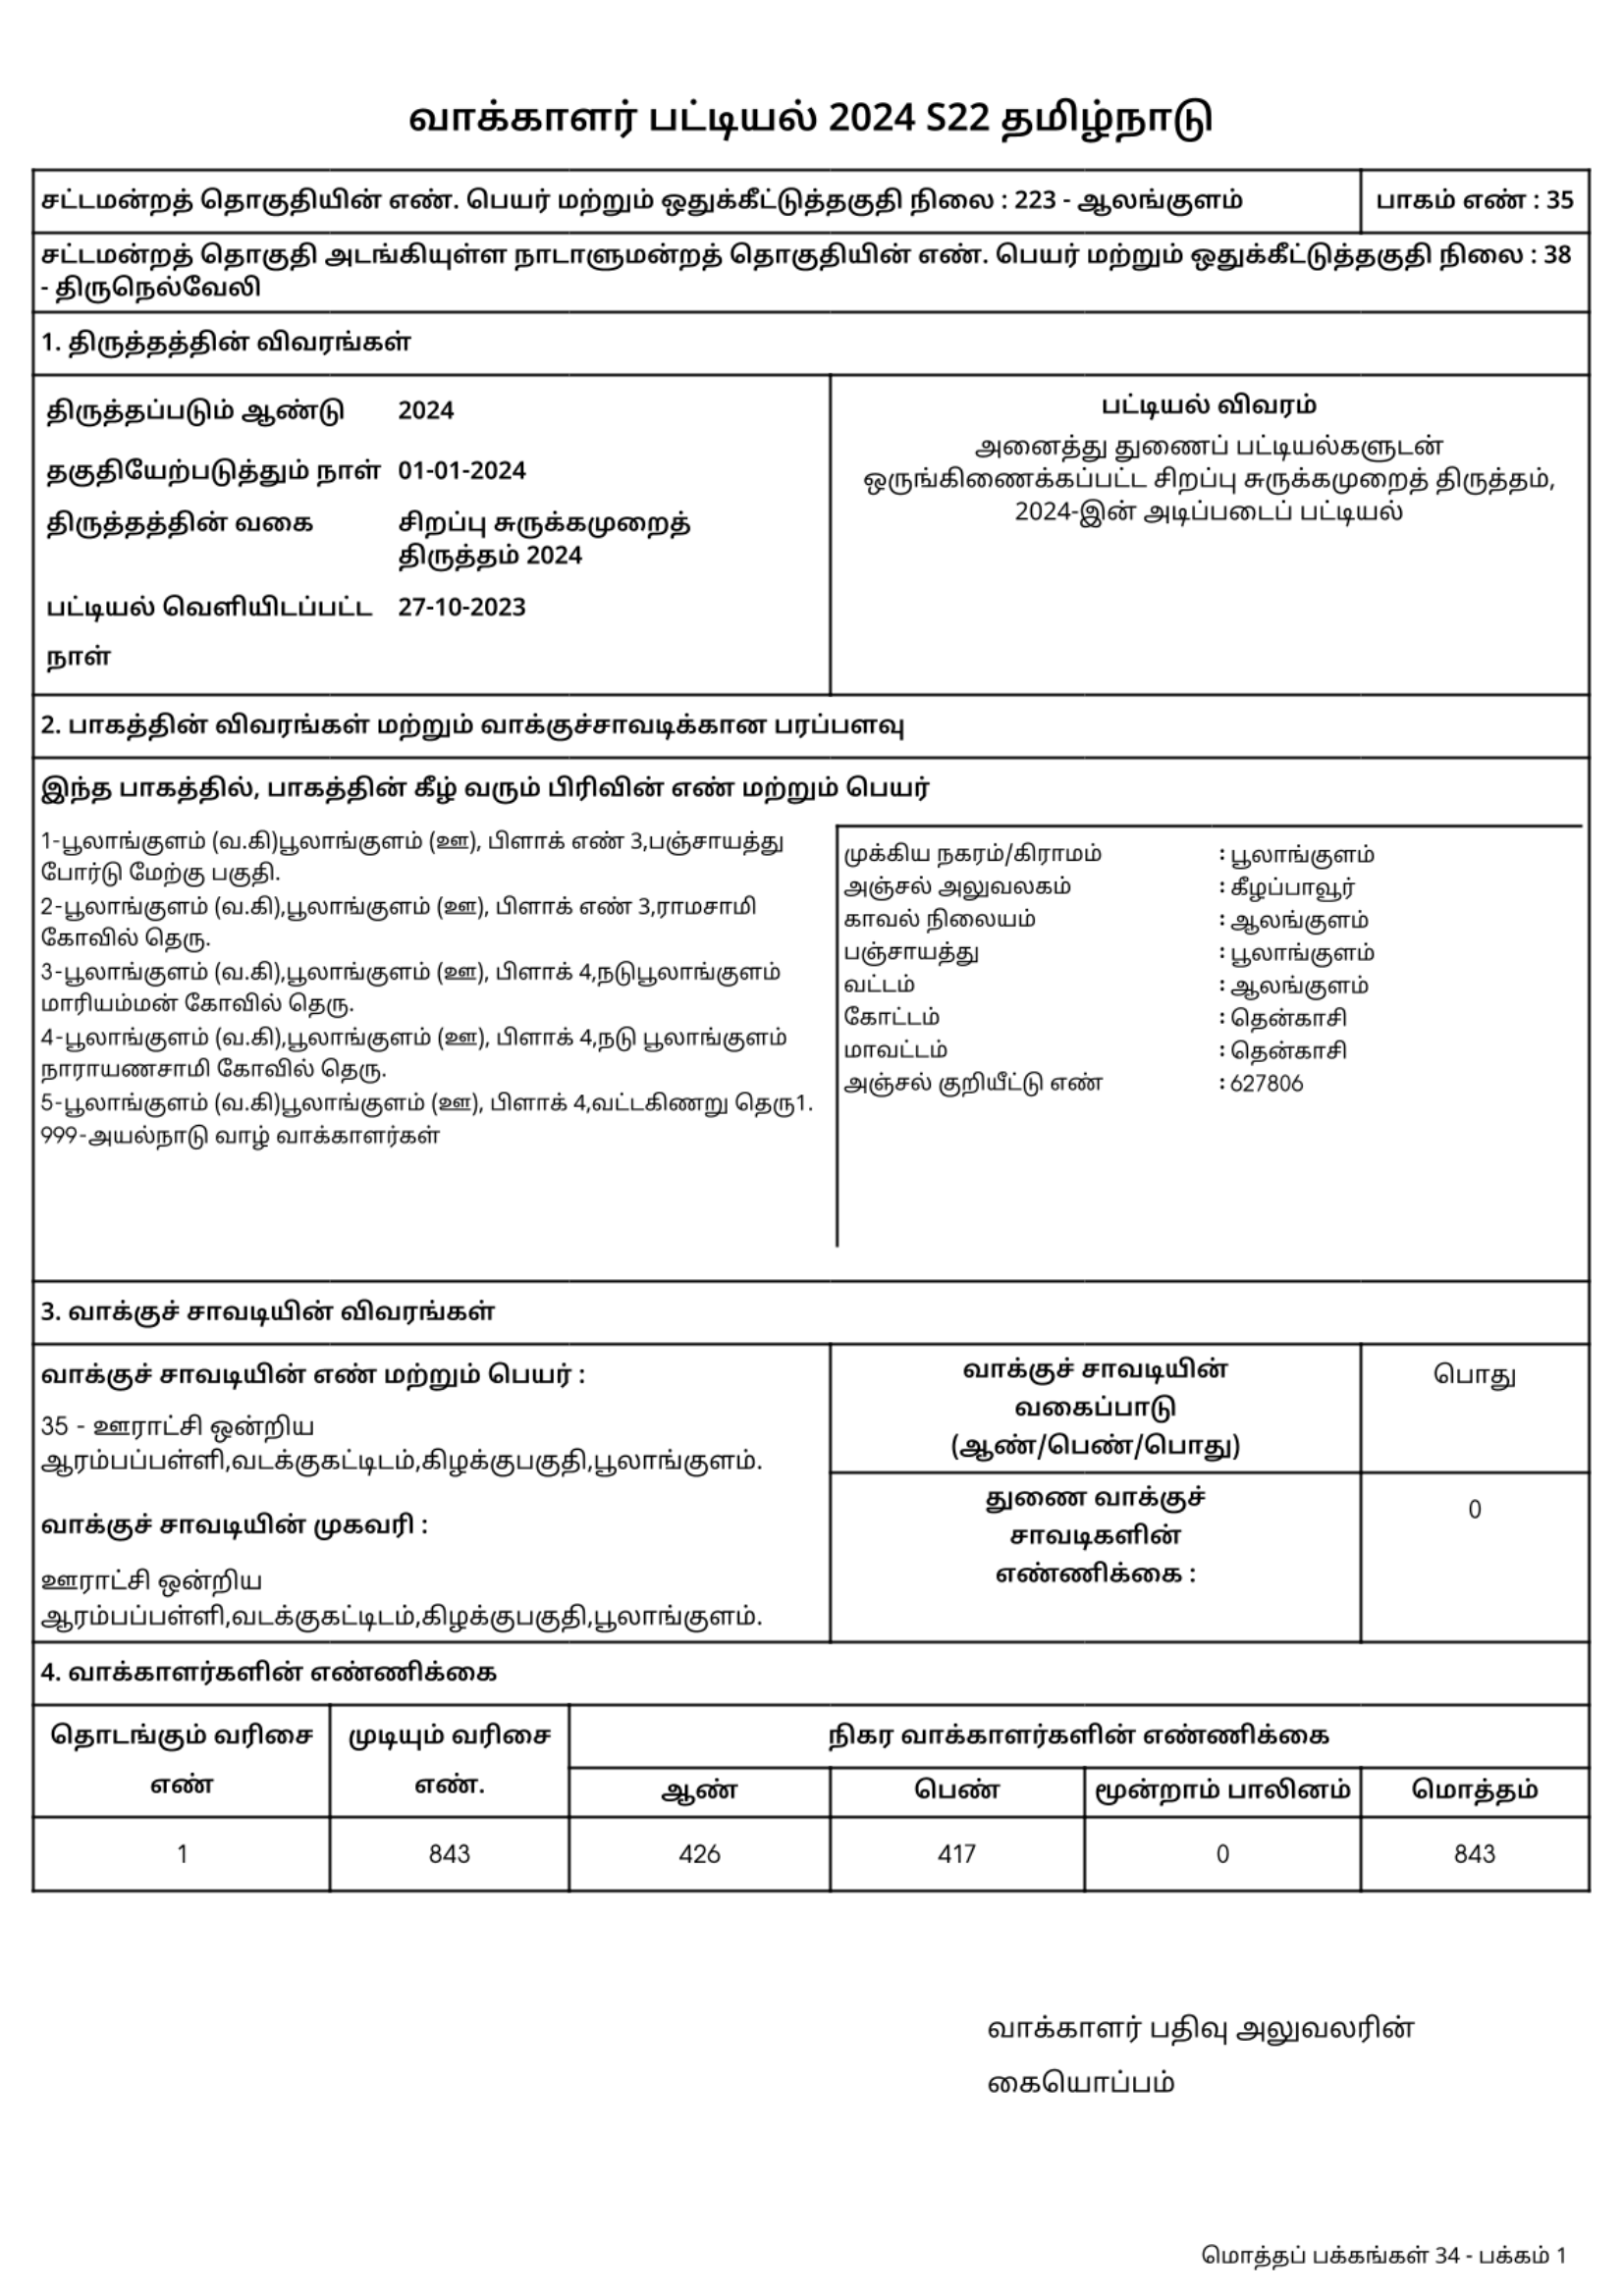 வாக்காளர் பட்டியல் 2024 S22 தமிழ்நாடு
சட்டமன்றத் தொகுதியின் எண். பெயர் மற்றும் ஒதுக்கீட்டுத்தகுதி நிலை : 223 - ஆலங்குளம்
பாகம் எண் : 35
சட்டமன்றத் தொகுதி அடங்கியுள்ள நாடாளுமன்றத் தொகுதியின் எண். பெயர் மற்றும் ஒதுக்கீட்டுத்தகுதி நிலை : 38
- திருநெல்வேலி
1. திருத்தத்தின் விவரங்கள்
திருத்தப்படும் ஆண்டு 2024
தகுதியேற்படுத்தும் நாள் 01-01-2024
திருத்தத்தின் வகை சிறப்பு சுருக்கமுறைத்
திருத்தம் 2024
பட்டியல் வெளியிடப்பட்ட 27-10-2023
நாள்
பட்டியல் விவரம்
அனைத்து துணைப் பட்டியல்களுடன்
ஒருங்கிணைக்கப்பட்ட சிறப்பு சுருக்கமுறைத் திருத்தம்,
2024-இன் அடிப்படைப் பட்டியல்
2. பாகத்தின் விவரங்கள் மற்றும் வாக்குச்சாவடிக்கான பரப்பளவு
இந்த பாகத்தில், பாகத்தின் கீழ் வரும் பிரிவின் எண் மற்றும் பெயர்
1-பூலாங்குளம் (வ.கி)பூலாங்குளம் (ஊ), பிளாக் எண் 3,பஞ்சாயத்து
போர்டு மேற்கு பகுதி.
2-பூலாங்குளம் (வ.கி),பூலாங்குளம் (ஊ), பிளாக் எண் 3,ராமசாமி
கோவில் தெரு.
3-பூலாங்குளம் (வ.கி),பூலாங்குளம் (ஊ), பிளாக் 4,நடுபூலாங்குளம்
மாரியம்மன் கோவில் தெரு.
4-பூலாங்குளம் (வ.கி),பூலாங்குளம் (ஊ), பிளாக் 4,நடு பூலாங்குளம்
நாராயணசாமி கோவில் தெரு.
5-பூலாங்குளம் (வ.கி)பூலாங்குளம் (ஊ), பிளாக் 4,வட்டகிணறு தெரு1.
999-அயல்நாடு வாழ் வாக்காளர்கள்
முக்கிய நகரம்/கிராமம் : பூலாங்குளம்
அஞ்சல் அலுவலகம் : கீழப்பாவூர்
காவல் நிலையம் : ஆலங்குளம்
பஞ்சாயத்து : பூலாங்குளம்
வட்டம் : ஆலங்குளம்
கோட்டம் : தென்காசி
மாவட்டம் : தென்காசி
அஞ்சல் குறியீட்டு எண் : 627806
3. வாக்குச் சாவடியின் விவரங்கள்
வாக்குச் சாவடியின் எண் மற்றும் பெயர் :
35 - ஊராட்சி ஒன்றிய
ஆரம்பப்பள்ளி,வடக்குகட்டிடம்,கிழக்குபகுதி,பூலாங்குளம்.
வாக்குச் சாவடியின் முகவரி :
ஊராட்சி ஒன்றிய
ஆரம்பப்பள்ளி,வடக்குகட்டிடம்,கிழக்குபகுதி,பூலாங்குளம்.
வாக்குச் சாவடியின்
வகைப்பாடு
(ஆண்/பெண்/பொது)
பொது
துணை வாக்குச்
சாவடிகளின்
எண்ணிக்கை :
0
4. வாக்காளர்களின் எண்ணிக்கை
தொடங்கும் வரிசை
எண்
முடியும் வரிசை
எண்.
நிகர வாக்காளர்களின் எண்ணிக்கை
ஆண் பெண் மூன்றாம் பாலினம் மொத்தம்
1 843 426 417 0 843
வாக்காளர் பதிவு அலுவலரின்
கையொப்பம்
மொத்தப் பக்கங்கள் 34 - பக்கம் 1